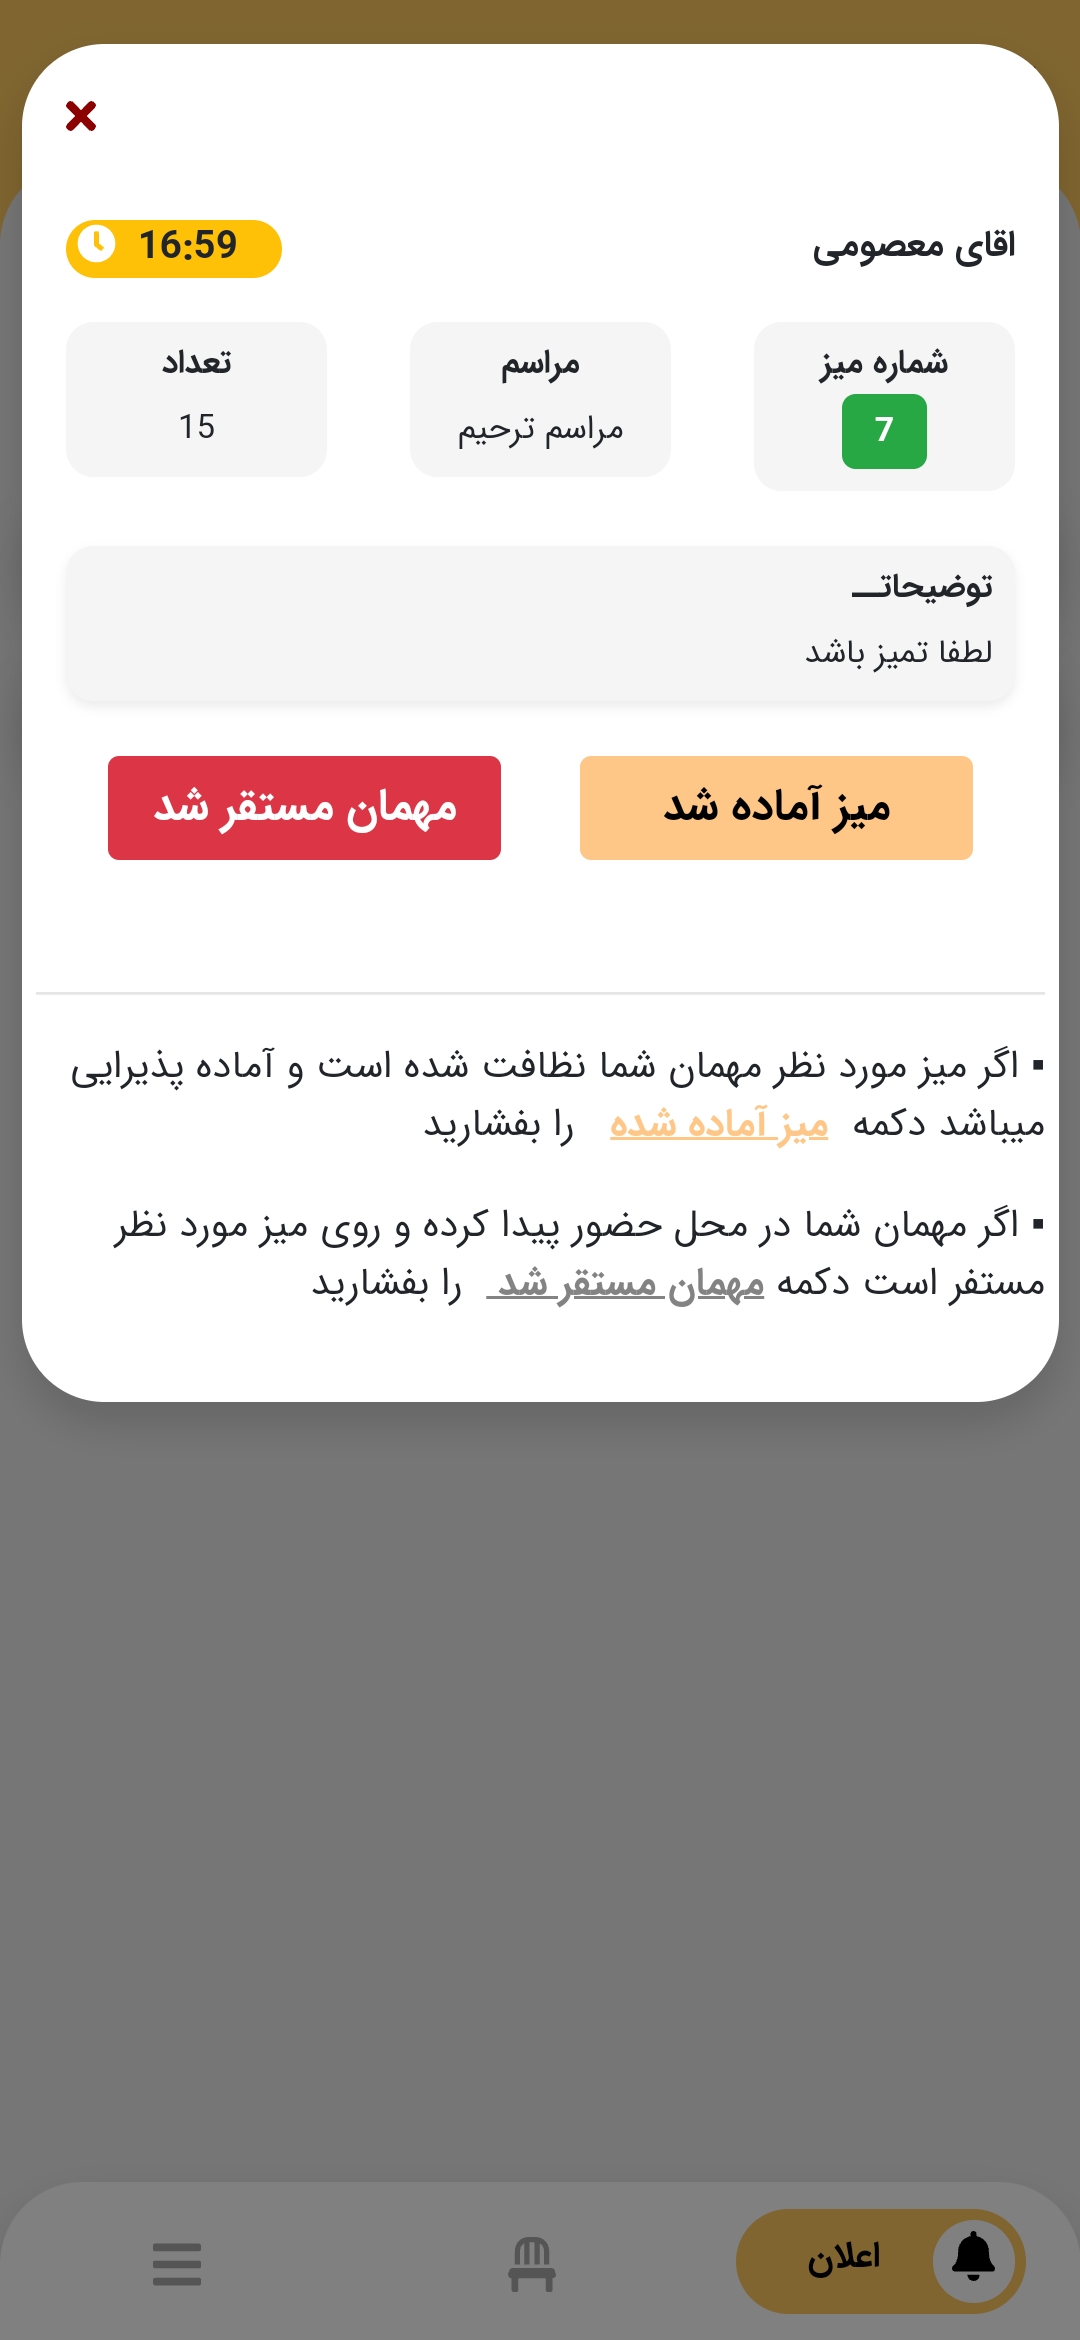 اقای معصومی
16:59
شماره میز
7
مراسم
مراسم ترحیم
تعداد
15
توضیحاتــ
لطفا تمیز باشد
میز آماده شد
مهمان مستقر شد
▪ اگر میز مورد نظر مهمان شما نظافت شده است و آماده پذیرایی
میباشد دکمه میز آماده شده را بفشارید
▪ اگر مهمان شما در محل حضور پیدا کرده و روی میز مورد نظر
مستفر است دکمه مهمان مستقر شد را بفشارید
اعلان